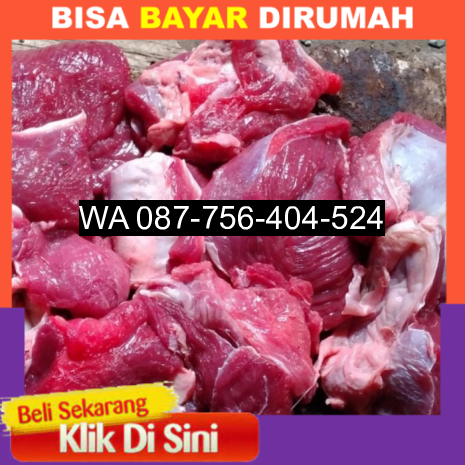 BISA BAYAR DIRUMAH
WA 087-756-404-524
Beli Sekarang
Klik Di Sini